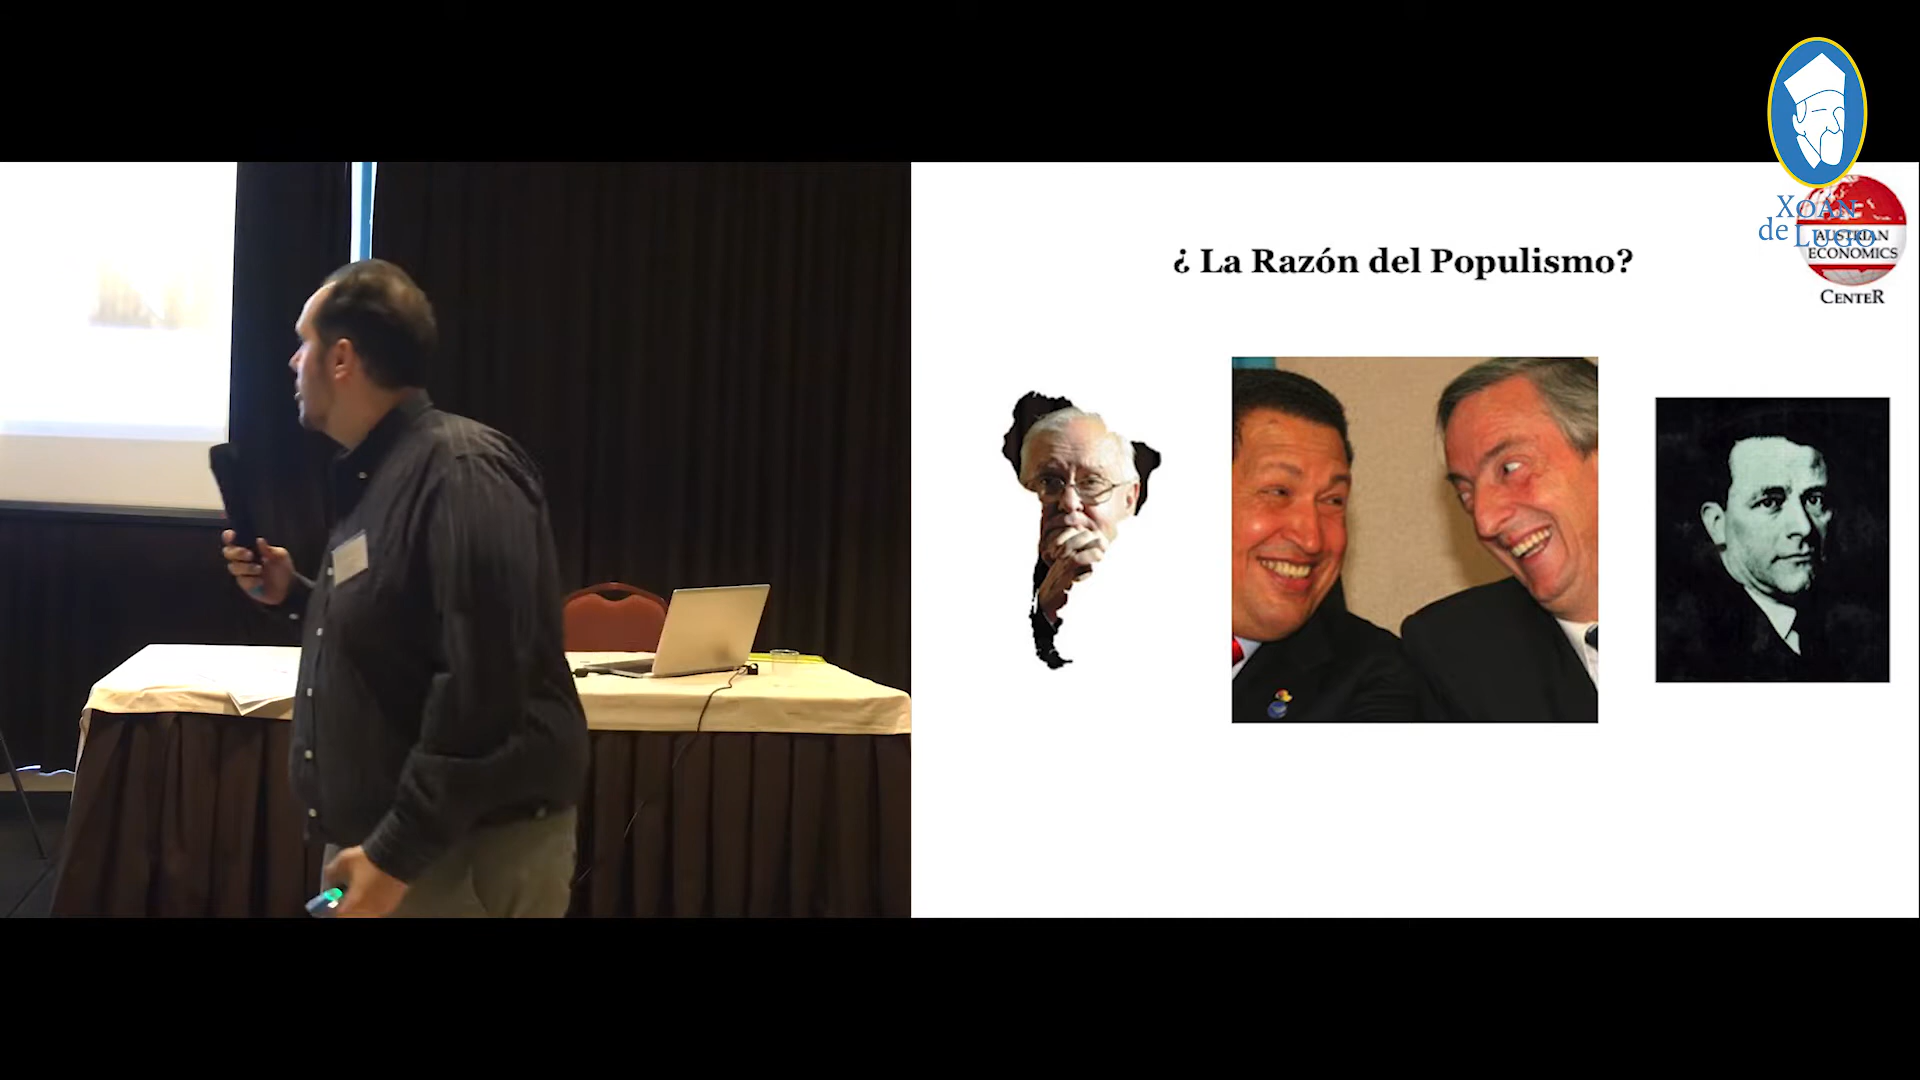 ¿ La Razón del Populismo?
XOAN
de LUGO
AUSTRIAN
ECONOMICS
CENTER